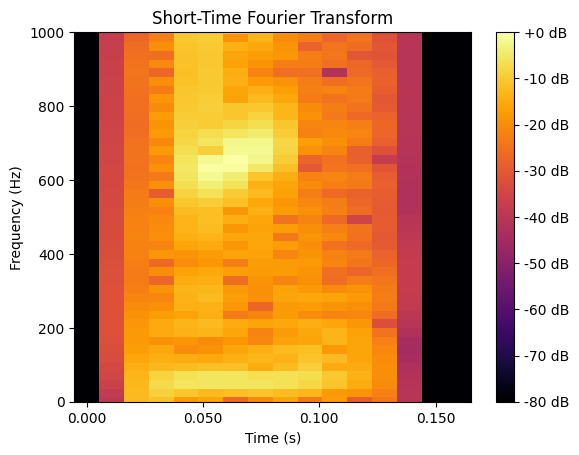 Short-Time Fourier Transform
1000
800
600
400
200
0
Frequency (Hz)
0.000
0.050
0.100
0.150
Time (s)
+0 dB
-10 dB
-20 dB
-30 dB
-40 dB
-50 dB
-60 dB
-70 dB
-80 dB